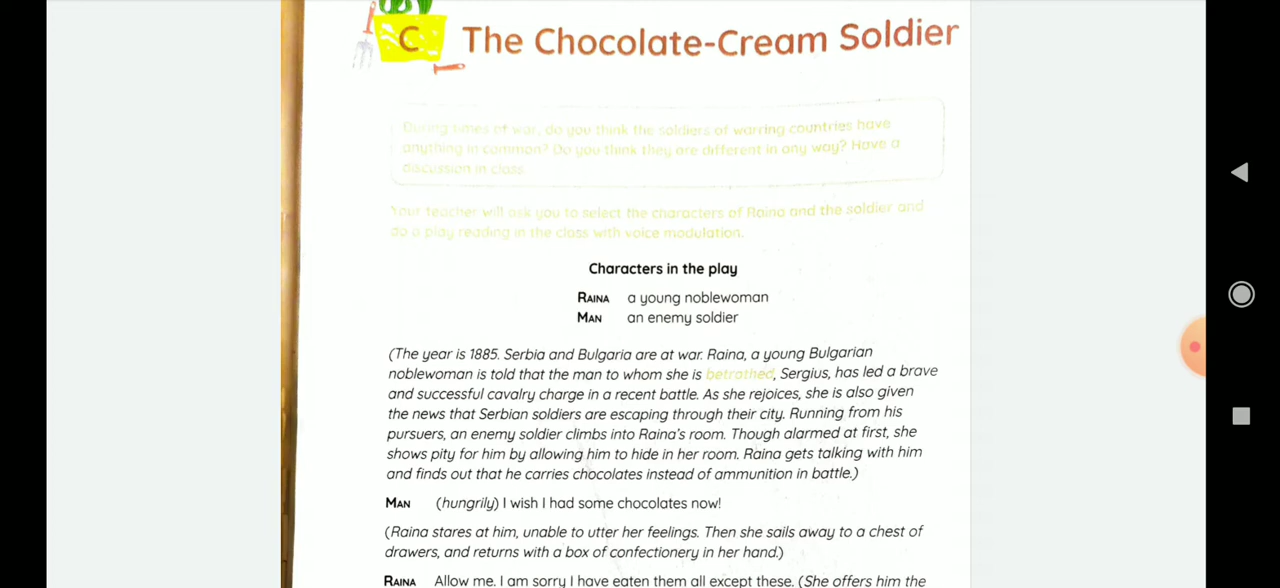 C The Chocolate-Cream Soldier
During times of war, do you think the soldiers of warring countries have
anything in common? Do you think they are different in any way? Have a
discussion in class
Your teacher will ask you to select the characters of Raina and the soldier and
do a play reading in the class with voice modulation.
Characters in the play
RAINA a young noblewoman
MAN an enemy soldier
(The year is 1885. Serbia and Bulgaria are at war. Raina, a young Bulgarian
noblewoman is told that the man to whom she is betrothed, Sergius, has led a brave
and successful cavalry charge in a recent battle. As she rejoices, she is also given
the news that Serbian soldiers are escaping through their city. Running from his
pursuers, an enemy soldier climbs into Raina's room. Though alarmed at first, she
shows pity for him by allowing him to hide in her room. Raina gets talking with him
and finds out that he carries chocolates instead of ammunition in battle.)
MAN (hungrily) I wish I had some chocolates now!
(Raina stares at him, unable to utter her feelings. Then she sails away to a chest of
drawers, and returns with a box of confectionery in her hand.)
RAINA Allow me. I am sorry I have eaten them all except these. (She offers him the